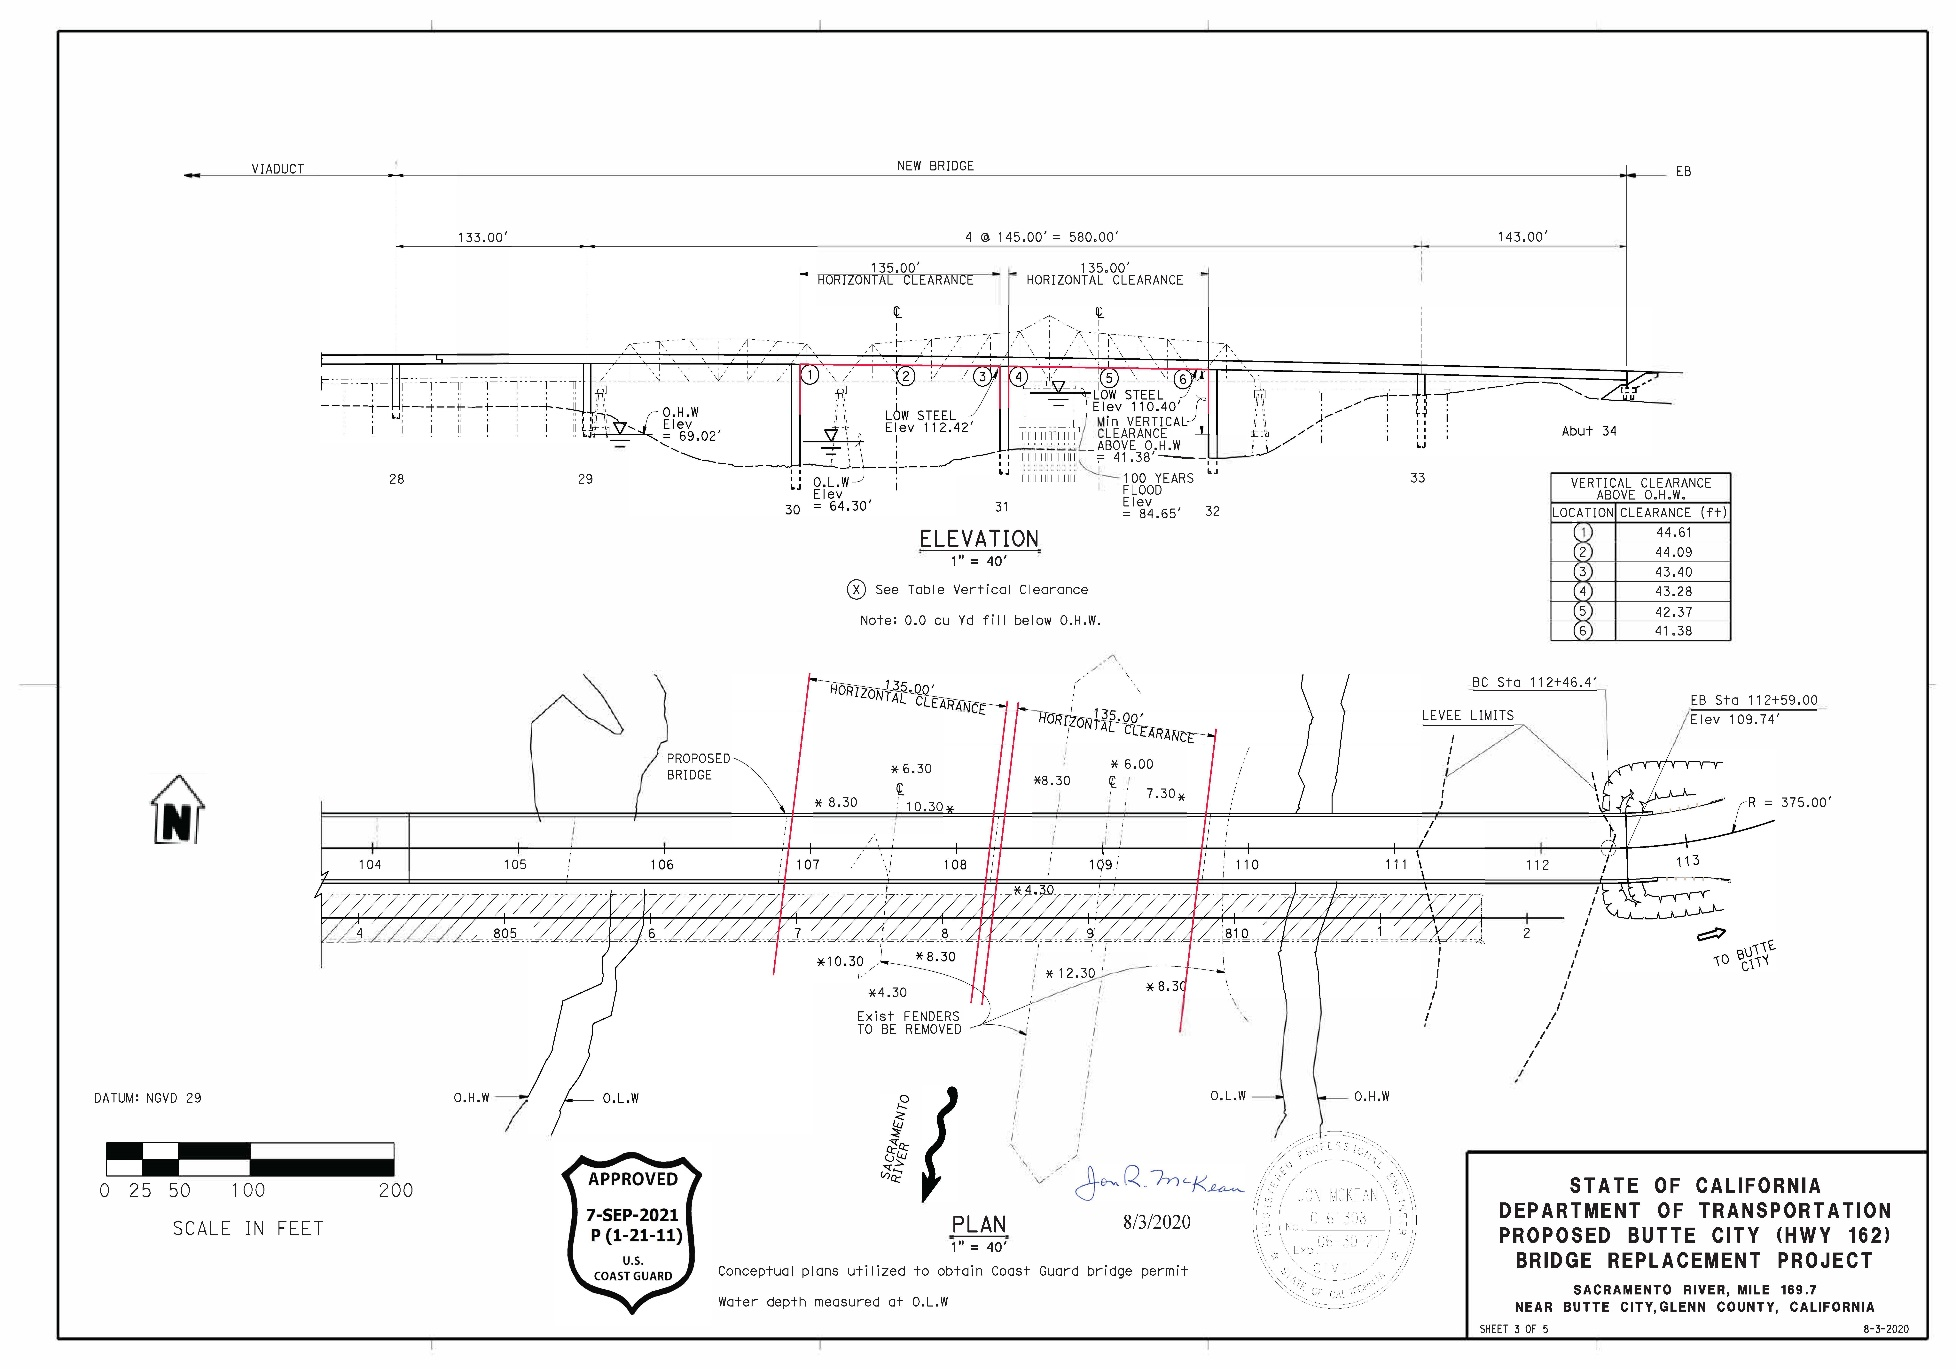 VIADUCT
NEW BRIDGE
EB
133.00'
4 @ 145.00' = 580.00'
143.00'
135.00'
HORIZONTAL CLEARANCE
135.00'
HORIZONTAL CLEARANCE
℄
℄
1
2
3
4
5
6
O.H.W
Elev
= 69.02'
LOW STEEL
Elev 112.42'
LOW STEEL
Elev 110.40'
Min VERTICAL
CLEARANCE
ABOVE O.H.W
= 41.38'
O.L.W
Elev
= 64.30'
100 YEARS
FLOOD
Elev
= 84.65'
Abut 34
28
29
30
31
32
33
ELEVATION
1" = 40'
X See Table Vertical Clearance
Note: 0.0 cu Yd fill below O.H.W.
VERTICAL CLEARANCE
ABOVE O.H.W.
LOCATION CLEARANCE (ft)
1 44.61
2 44.09
3 43.40
4 43.28
5 42.37
6 41.38
135.00'
HORIZONTAL CLEARANCE
135.00'
HORIZONTAL CLEARANCE
BC Sta 112+46.4'
EB Sta 112+59.00
Elev 109.74'
LEVEE LIMITS
PROPOSED
BRIDGE
R = 375.00'
N
* 6.30
℄
* 8.30
10.30 *
*8.30
* 6.00
℄
7.30 *
104 105 106 107 108 109 110 111 112 113
* 4.30
4 805 6 7 8 9 810 1 2
*10.30
* 8.30
*4.30
* 12.30
* 8.30
Exist FENDERS
TO BE REMOVED
TO BUTTE
CITY
O.H.W
O.L.W
O.L.W
O.H.W
SACRAMENTO
RIVER
DATUM: NGVD 29
0 25 50 100 200
SCALE IN FEET
APPROVED
7-SEP-2021
P (1-21-11)
U.S.
COAST GUARD
PLAN
1" = 40'
Jon R. McKean
8/3/2020
JON MCKEAN
Conceptual plans utilized to obtain Coast Guard bridge permit
Water depth measured at O.L.W
STATE OF CALIFORNIA
DEPARTMENT OF TRANSPORTATION
PROPOSED BUTTE CITY (HWY 162)
BRIDGE REPLACEMENT PROJECT
SACRAMENTO RIVER, MILE 169.7
NEAR BUTTE CITY, GLENN COUNTY, CALIFORNIA
SHEET 3 OF 5
8-3-2020